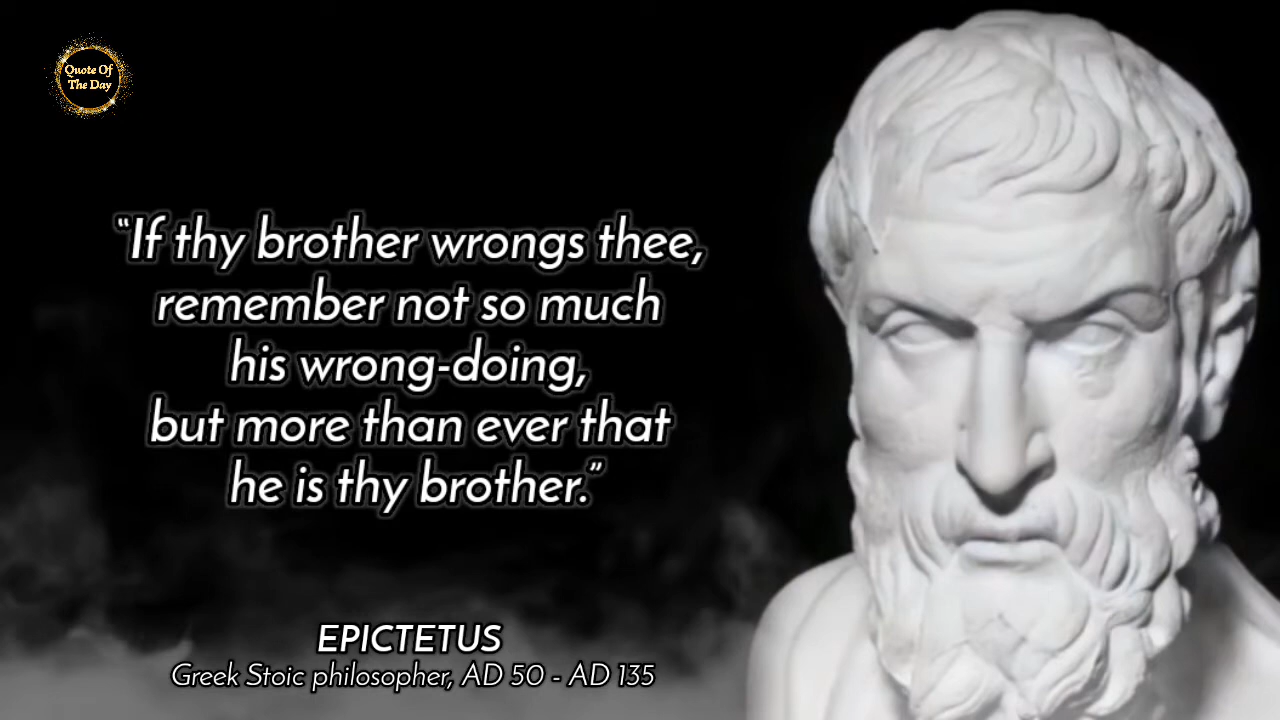 Quote Of
The Day
“If thy brother wrongs thee,
remember not so much
his wrong-doing,
but more than ever that
he is thy brother.”
EPICTETUS
Greek Stoic philosopher, AD 50 - AD 135